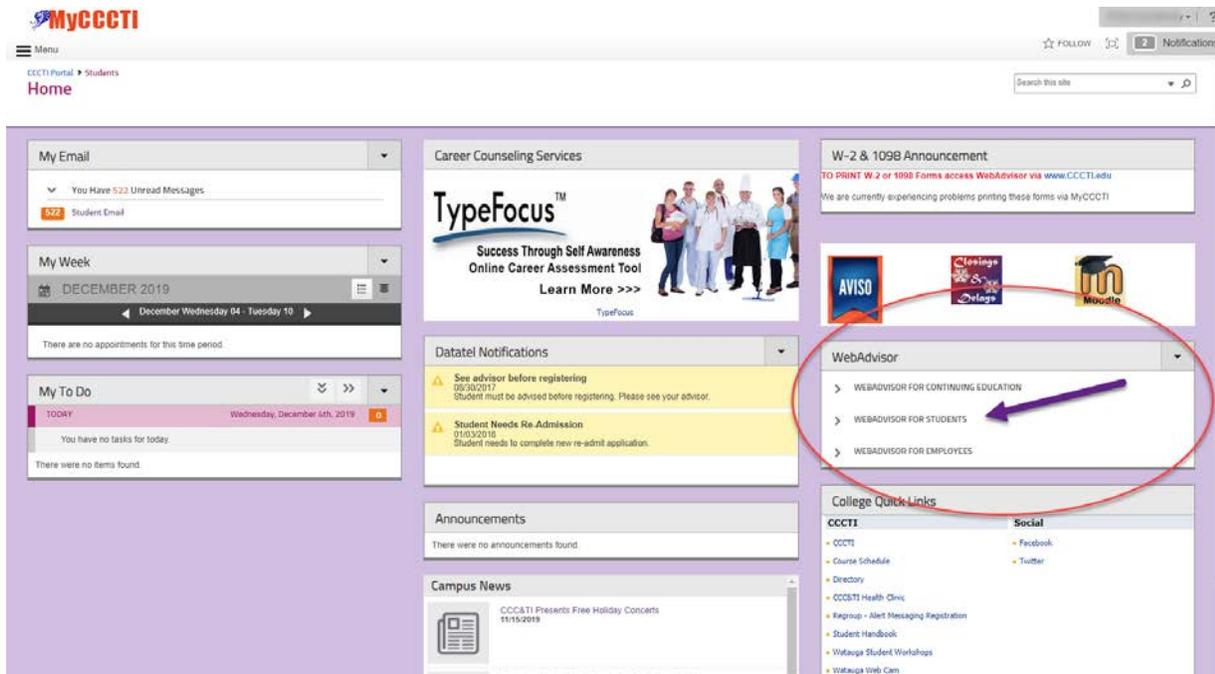 MyCCCTI
Menu
FOLLOW
2 Notifications
CCCTI Portal Students
Home
Search this site
My Email
You Have 522 Unread Messages
522 Student Email
My Week
DECEMBER 2019
December Wednesday 04 - Tuesday 10
There are no appointments for this time period.
My To Do
TODAY Wednesday, December 4th, 2019 0
You have no tasks for today.
There were no items found.
Career Counseling Services
TypeFocus™
Success Through Self Awareness
Online Career Assessment Tool
Learn More >>>
TypeFocus
Datatel Notifications
See advisor before registering
08/30/2017
Student must be advised before registering. Please see your advisor.
Student Needs Re-Admission
01/03/2018
Student needs to complete new re-admit application.
Announcements
There were no announcements found.
Campus News
CCC&TI Presents Free Holiday Concerts
11/15/2019
W-2 & 1098 Announcement
TO PRINT W-2 or 1098 Forms access WebAdvisor via www.CCCTI.edu
We are currently experiencing problems printing these forms via MyCCCTI
AVISO
Closings
&
Delays
m
Moodle
WebAdvisor
WEBADVISOR FOR CONTINUING EDUCATION
WEBADVISOR FOR STUDENTS
WEBADVISOR FOR EMPLOYEES
College Quick Links
CCCTI Social
CCCTI
Facebook
Course Schedule
Twitter
Directory
CCC&TI Health Clinic
Regroup - Alert Messaging Registration
Student Handbook
Watauga Student Workshops
Watauga Web Cam